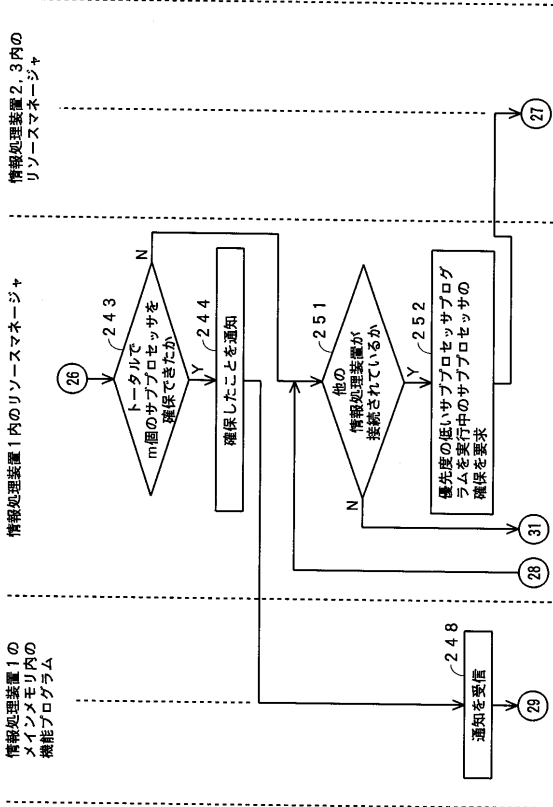 情報処理装置1の
メインメモリ内の
機能プログラム
情報処理装置1内のリソースマネージャ
情報処理装置2,3内の
リソースマネージャ
26
243
トータルで
m個のサブプロセッサを
確保できたか
N
Y
244
確保したことを通知
251
他の
情報処理装置が
接続されているか
N
Y
252
優先度の低いサブプロセッサプログ
ラムを実行中のサブプロセッサの
確保を要求
248
通知を受信
29
28
31
27